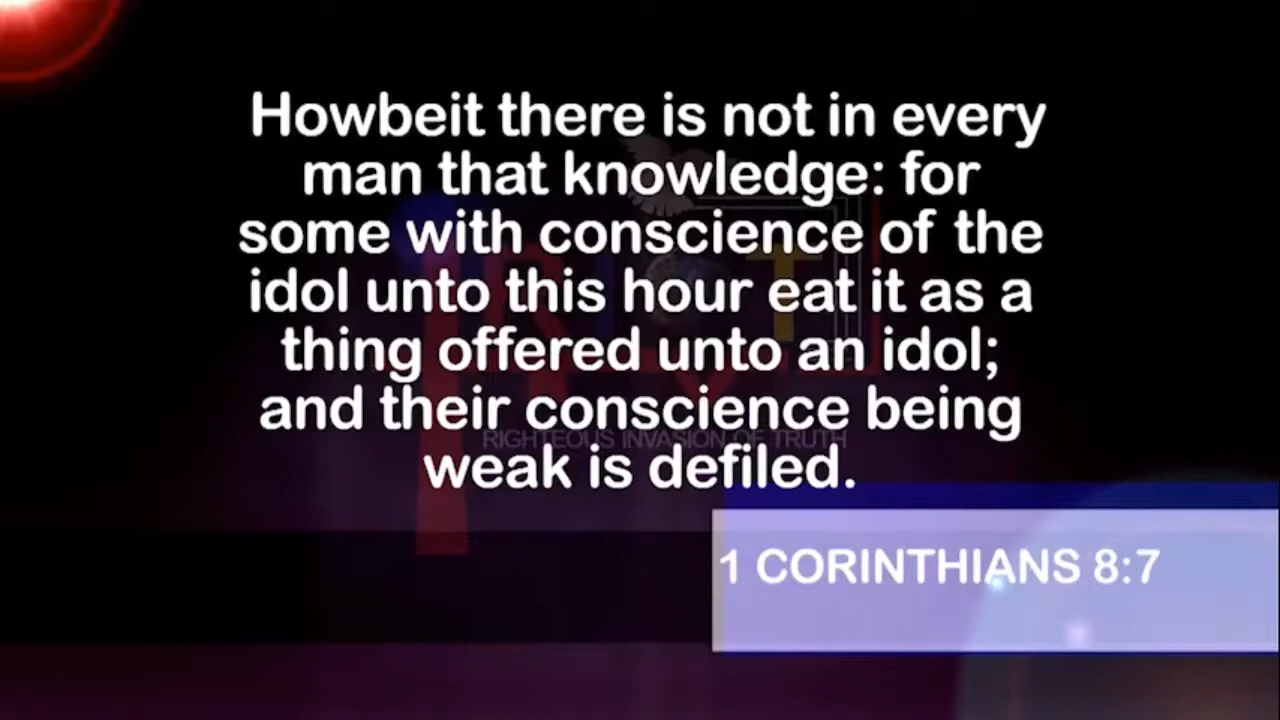 Howbeit there is not in every
man that knowledge: for
some with conscience of the
idol unto this hour eat it as a
thing offered unto an idol;
and their conscience being
weak is defiled.
RIGHTEOUS INVASION OF TRUTH
1 CORINTHIANS 8:7